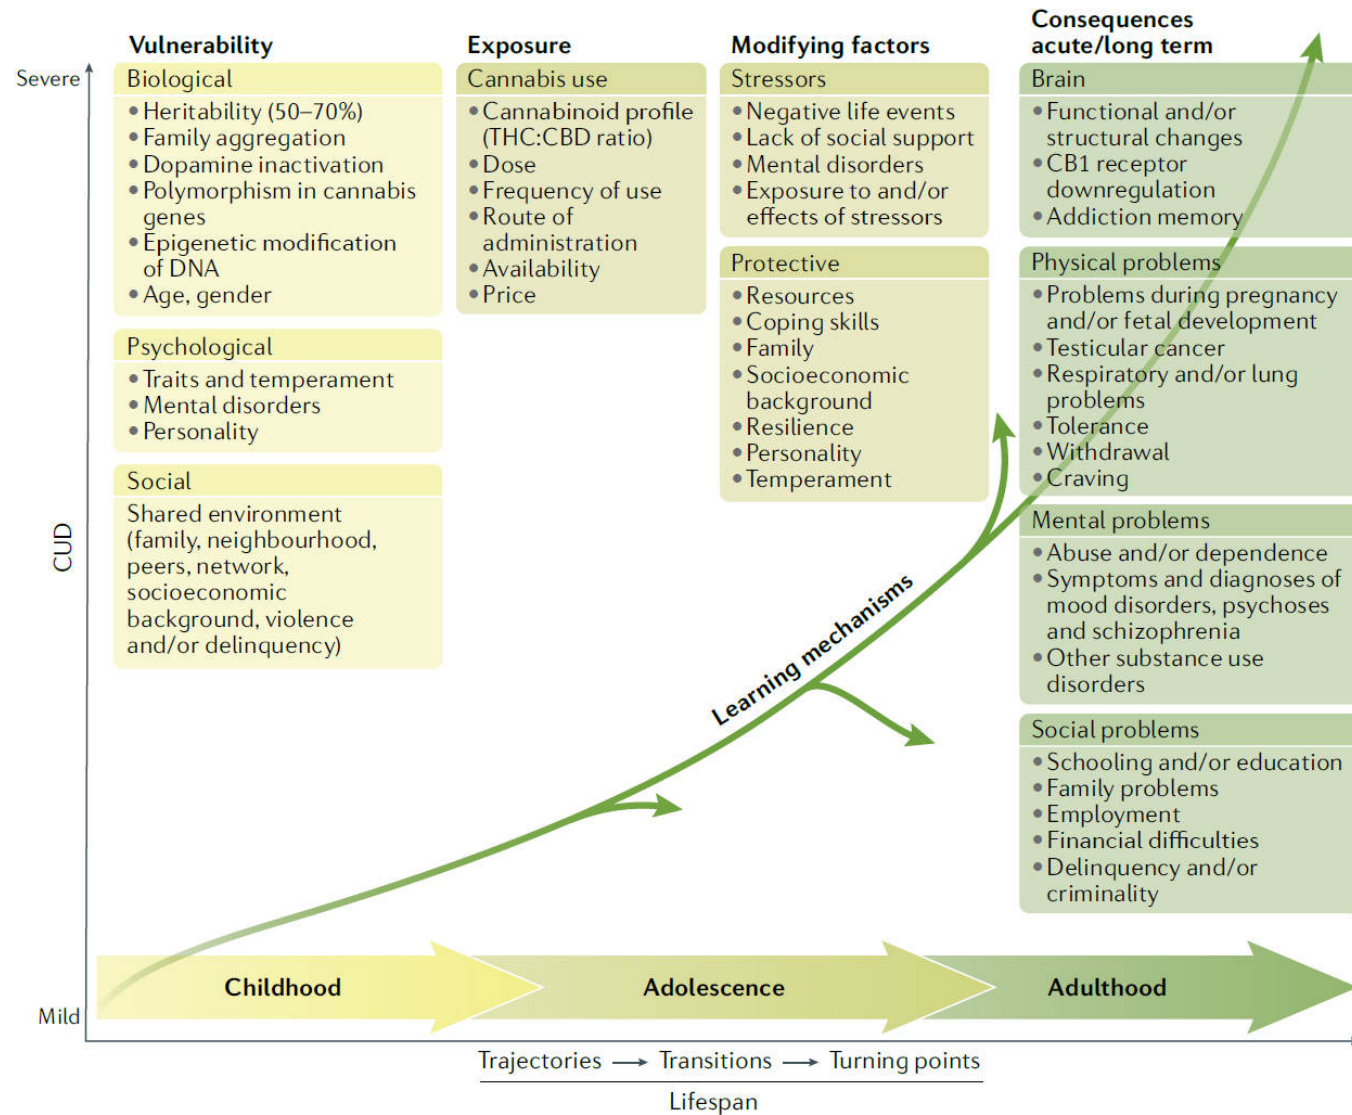 Vulnerability
Exposure
Modifying factors
Consequences
acute/long term
Severe
CUD
Mild
Biological
• Heritability (50–70%)
• Family aggregation
• Dopamine inactivation
• Polymorphism in cannabis
genes
• Epigenetic modification
of DNA
• Age, gender
Psychological
• Traits and temperament
• Mental disorders
• Personality
Social
Shared environment
(family, neighbourhood,
peers, network,
socioeconomic
background, violence
and/or delinquency)
Cannabis use
• Cannabinoid profile
(THC:CBD ratio)
• Dose
• Frequency of use
• Route of
administration
• Availability
• Price
Stressors
• Negative life events
• Lack of social support
• Mental disorders
• Exposure to and/or
effects of stressors
Protective
• Resources
• Coping skills
• Family
• Socioeconomic
background
• Resilience
• Personality
• Temperament
Brain
• Functional and/or
structural changes
• CB1 receptor
downregulation
• Addiction memory
Physical problems
• Problems during pregnancy
and/or fetal development
• Testicular cancer
• Respiratory and/or lung
problems
• Tolerance
• Withdrawal
• Craving
Mental problems
• Abuse and/or dependence
• Symptoms and diagnoses of
mood disorders, psychoses
and schizophrenia
• Other substance use
disorders
Social problems
• Schooling and/or education
• Family problems
• Employment
• Financial difficulties
• Delinquency and/or
criminality
Learning mechanisms
Childhood
Adolescence
Adulthood
Trajectories → Transitions → Turning points
Lifespan